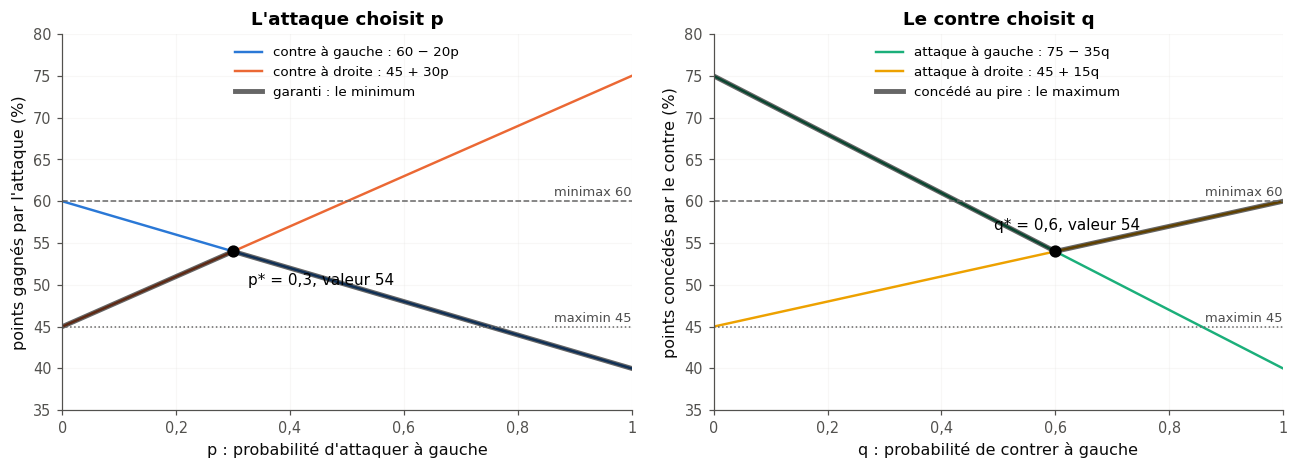 L'attaque choisit p
points gagnés par l'attaque (%)
80
75
70
65
60
55
50
45
40
35
contre à gauche : 60 − 20p
contre à droite : 45 + 30p
garanti : le minimum
minimax 60
p* = 0,3, valeur 54
maximin 45
0
0,2
0,4
0,6
0,8
1
p : probabilité d'attaquer à gauche
Le contre choisit q
points concédés par le contre (%)
80
75
70
65
60
55
50
45
40
35
attaque à gauche : 75 − 35q
attaque à droite : 45 + 15q
concédé au pire : le maximum
minimax 60
q* = 0,6, valeur 54
maximin 45
0
0,2
0,4
0,6
0,8
1
q : probabilité de contrer à gauche